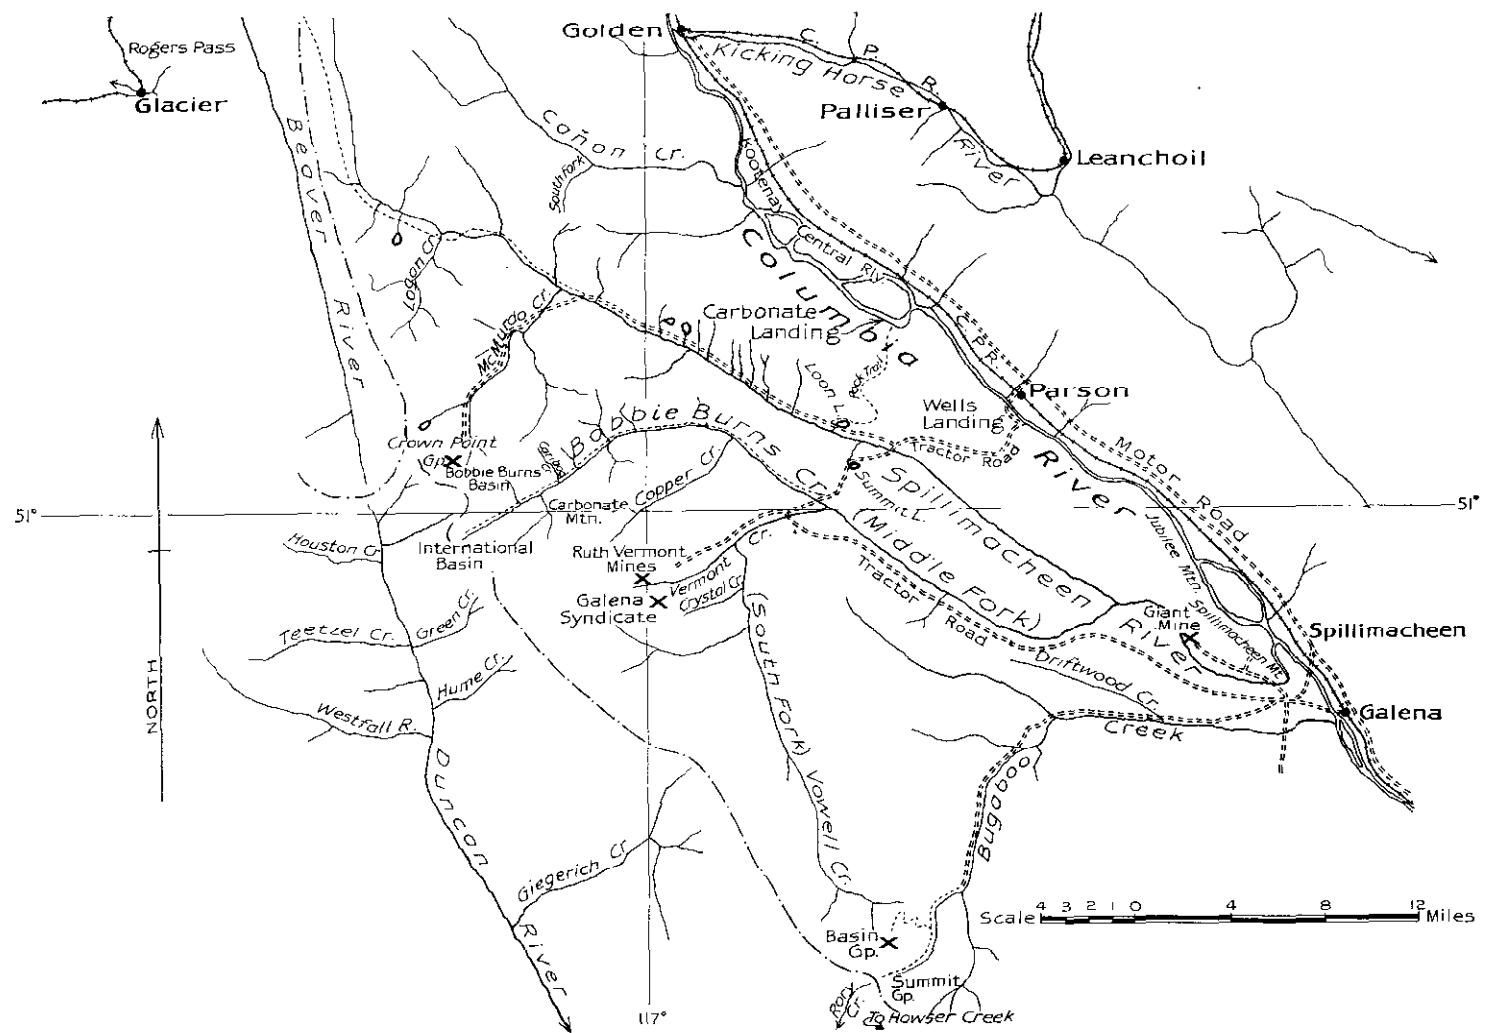 Golden
C. P. R.
Kicking Horse
River
Rogers Pass
Glacier
Palliser
Leanchoil
Beaver River
Cañon Cr.
South Fork
Kootenay
Central Rly.
Columbia
River
Logan Cr.
McMurdo Cr.
Carbonate
Landing
C.P.R.
Loon L.
Pack Trail
Parson
Wells
Landing
Motor Road
Tractor Road
Crown Point
Gp.
Bobbie Burns
Basin
Caribou
Cr.
Bobbie Burns Cr.
Carbonate
Mtn.
Copper Cr.
Summit L.
Spillimacheen
(Middle Fork)
River
51°
51°
Houston Cr.
International
Basin
Ruth Vermont
Mines
Vermont
Cr.
Crystal Cr.
Galena
Syndicate
Jubilee Mtn.
Spillimacheen Mt.
Giant
Mine
Spillimacheen
Tractor
Road
Teetzel Cr.
Green Cr.
(South Fork) Vowell Cr.
Driftwood Cr.
Hume Cr.
Westfall R.
NORTH
Galena
Bugaboo
Creek
Duncan
River
Giegerich Cr.
Scale 4 3 2 1 0 4 8 12 Miles
Basin
Gp.
Summit
Gp.
Rory
Cr.
To Howser Creek
117°